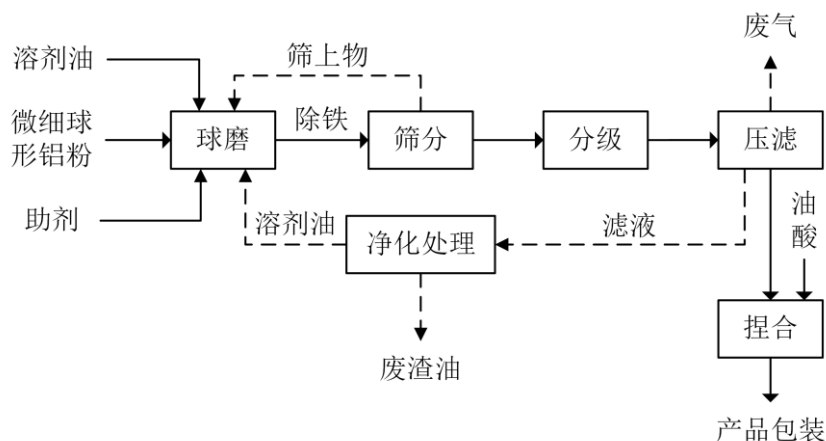 废气
溶剂油
筛上物
微细球
形铝粉
球磨
除铁
筛分
分级
压滤
助剂
溶剂油
净化处理
滤液
油
酸
捏合
废渣油
产品包装